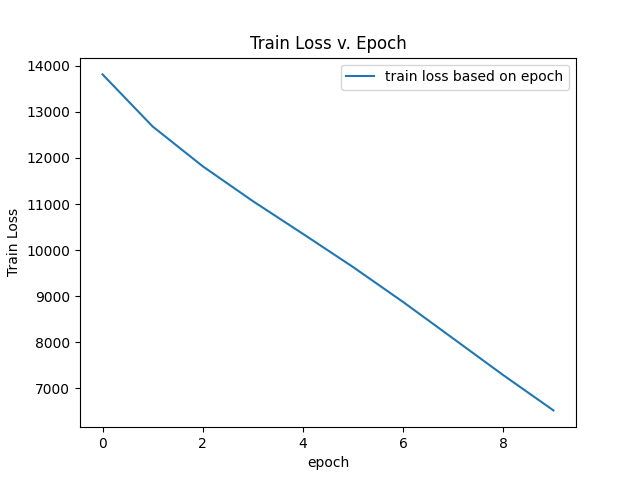 Train Loss v. Epoch
train loss based on epoch
14000
13000
12000
11000
10000
9000
8000
7000
Train Loss
0 2 4 6 8
epoch